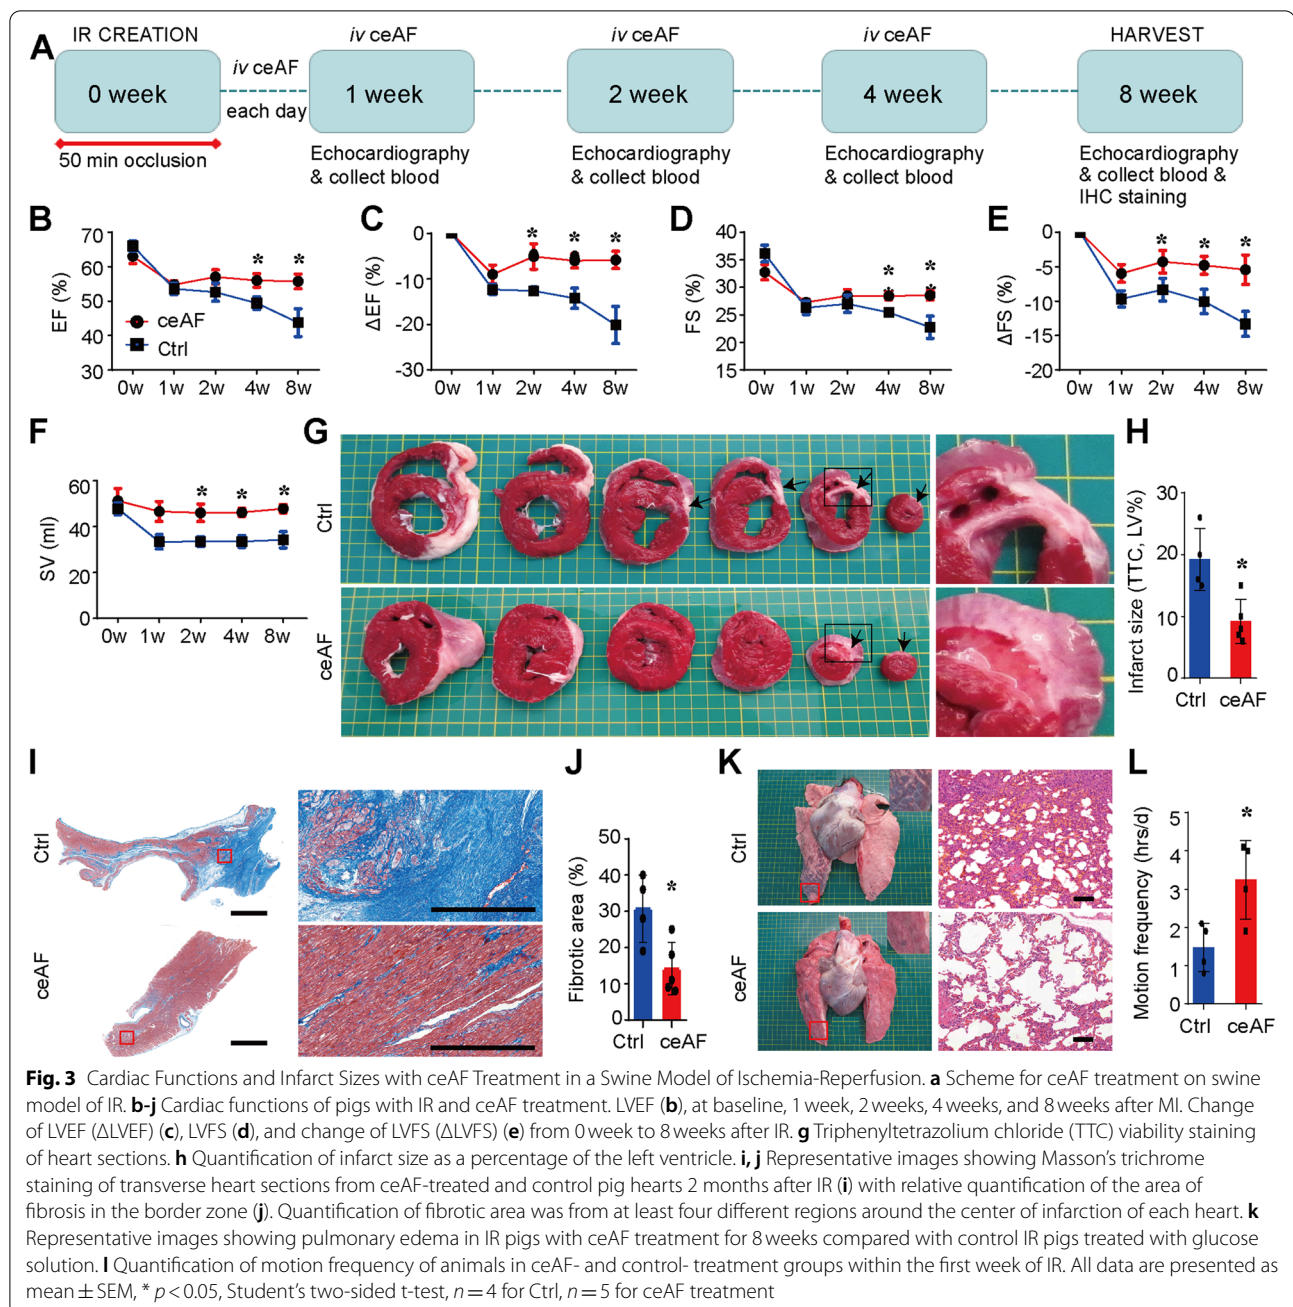 A
IR CREATION
iv ceAF
iv ceAF
iv ceAF
HARVEST
0 week
iv ceAF
each day
1 week
2 week
4 week
8 week
50 min occlusion
Echocardiography
& collect blood
Echocardiography
& collect blood
Echocardiography
& collect blood
Echocardiography
& collect blood &
IHC staining
B
EF (%)
70
60
50
40
30
ceAF
Ctrl
* *
0w 1w 2w 4w 8w
C
ΔEF (%)
0
-10
-20
-30
* * *
0w 1w 2w 4w 8w
D
FS (%)
40
35
30
25
20
15
* *
* *
0w 1w 2w 4w 8w
E
ΔFS (%)
0
-5
-10
-15
-20
* * *
0w 1w 2w 4w 8w
F
SV (ml)
60
40
20
0
* * *
0w 1w 2w 4w 8w
G
Ctrl
ceAF
H
Infarct size (TTC, LV%)
30
20
10
0
*
Ctrl ceAF
I
Ctrl
ceAF
J
Fibrotic area (%)
50
40
30
20
10
0
*
Ctrl ceAF
K
Ctrl
ceAF
L
Motion frequency (hrs/d)
5
4
3
2
1
0
*
Ctrl ceAF
Fig. 3 Cardiac Functions and Infarct Sizes with ceAF Treatment in a Swine Model of Ischemia-Reperfusion. a Scheme for ceAF treatment on swine
model of IR. b-j Cardiac functions of pigs with IR and ceAF treatment. LVEF (b), at baseline, 1 week, 2 weeks, 4 weeks, and 8 weeks after MI. Change
of LVEF (ΔLVEF) (c), LVFS (d), and change of LVFS (ΔLVFS) (e) from 0 week to 8 weeks after IR. g Triphenyltetrazolium chloride (TTC) viability staining
of heart sections. h Quantification of infarct size as a percentage of the left ventricle. i, j Representative images showing Masson's trichrome
staining of transverse heart sections from ceAF-treated and control pig hearts 2 months after IR (i) with relative quantification of the area of
fibrosis in the border zone (j). Quantification of fibrotic area was from at least four different regions around the center of infarction of each heart. k
Representative images showing pulmonary edema in IR pigs with ceAF treatment for 8 weeks compared with control IR pigs treated with glucose
solution. l Quantification of motion frequency of animals in ceAF- and control- treatment groups within the first week of IR. All data are presented as
mean ± SEM, * p < 0.05, Student's two-sided t-test, n = 4 for Ctrl, n = 5 for ceAF treatment